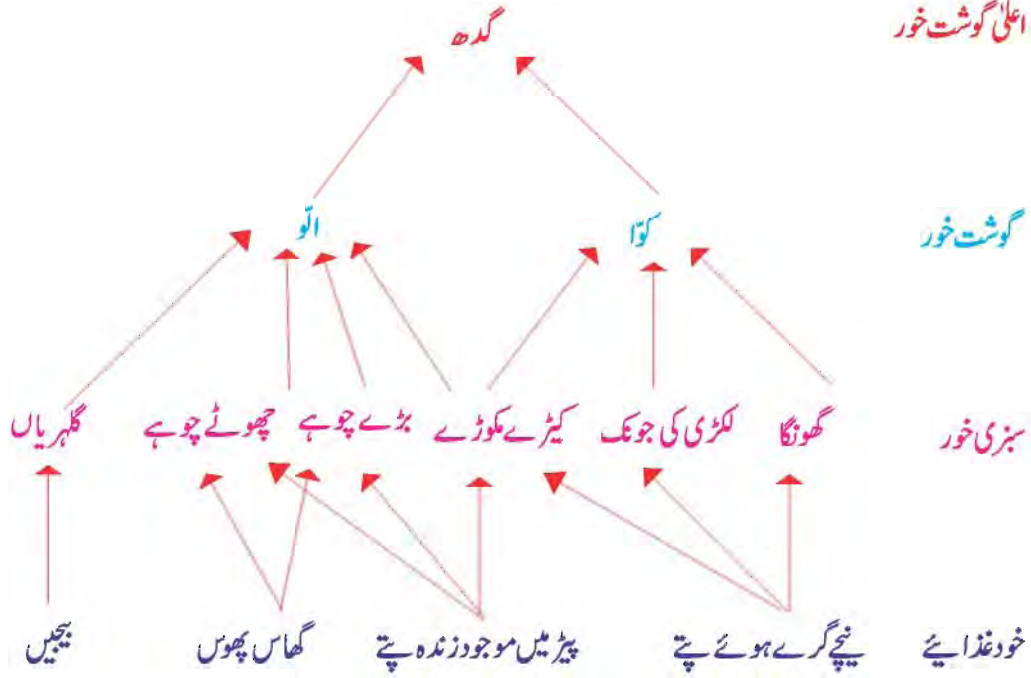 اعلیٰ گوشت خور گدھ
گوشت خور کوّا الّو
سبزی خور گھونگا لکڑی کی جونک کیڑے مکوڑے بڑے چوہے چھوٹے چوہے گلہریاں
خود غذائیے نیچے گرے ہوئے پتے پیڑ میں موجود زندہ پتے گھاس پھوس بیجیں